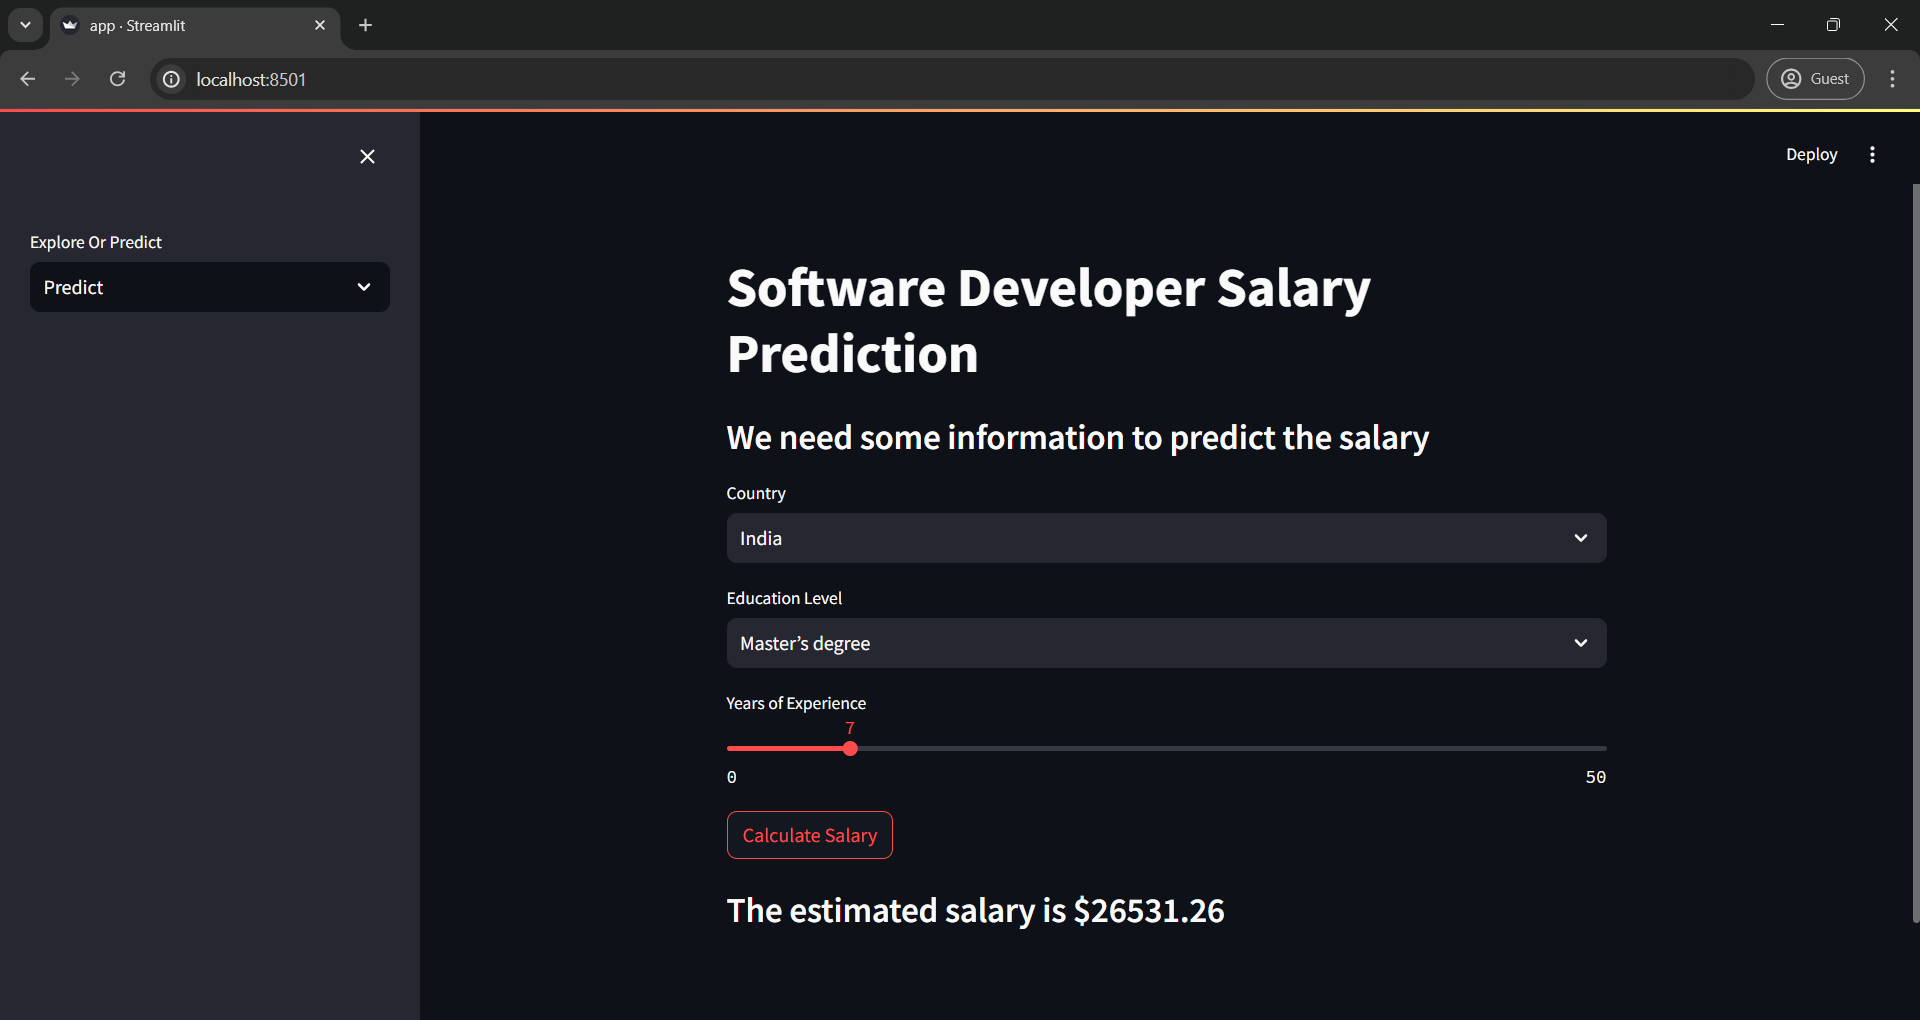 app · Streamlit
localhost:8501
Guest
Deploy
Explore Or Predict
Predict
Software Developer Salary
Prediction
We need some information to predict the salary
Country
India
Education Level
Master’s degree
Years of Experience
7
0 50
Calculate Salary
The estimated salary is $26531.26